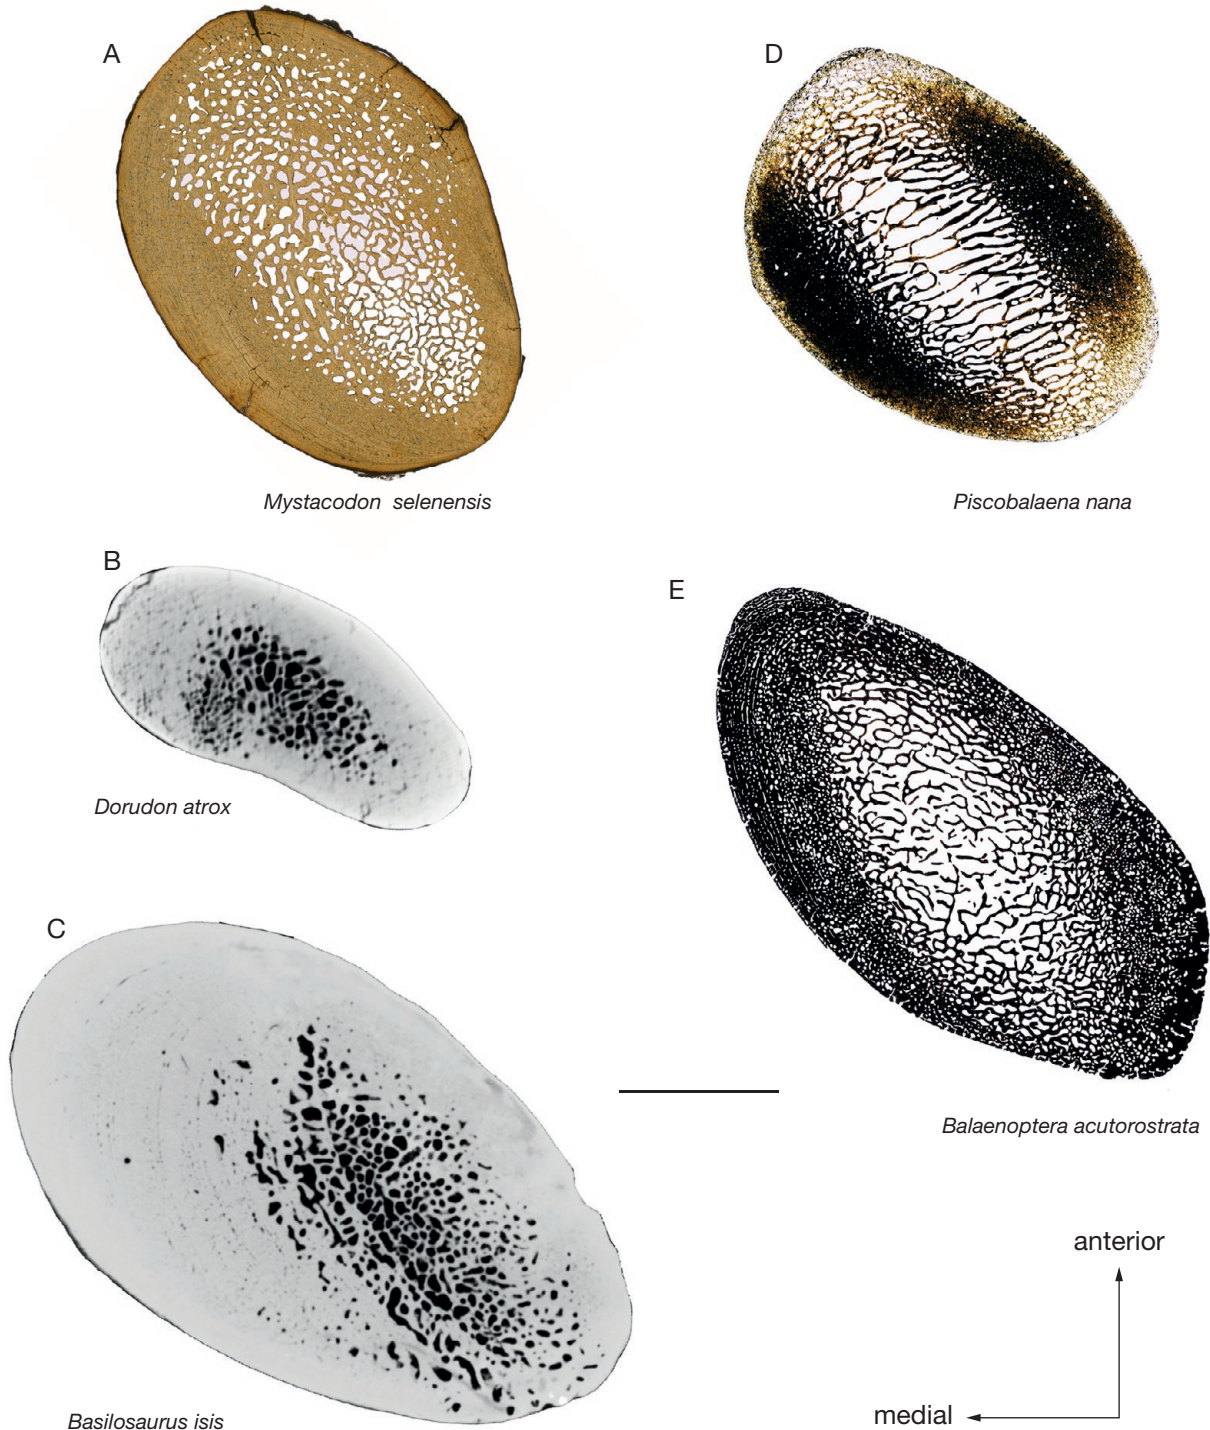 A
D
Mystacodon selenensis
Piscobalaena nana
B
E
Dorudon atrox
C
Balaenoptera acutorostrata
anterior
medial
Basilosaurus isis